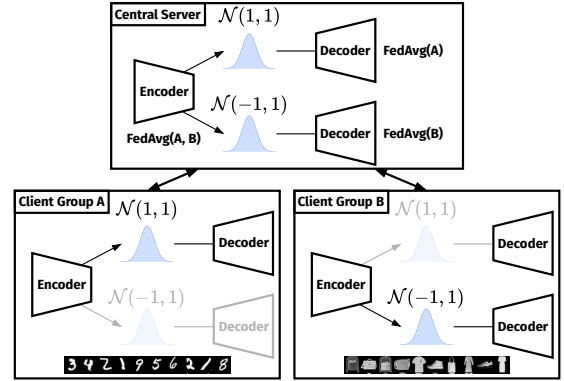 Central Server
N(1, 1)
Encoder
Decoder
FedAvg(A)
N(−1, 1)
FedAvg(A, B)
Decoder
FedAvg(B)
Client Group A
N(1, 1)
Encoder
Decoder
N(−1, 1)
Decoder
3 4 2 1 9 5 6 2 1 8
Client Group B
N(1, 1)
Encoder
Decoder
N(−1, 1)
Decoder